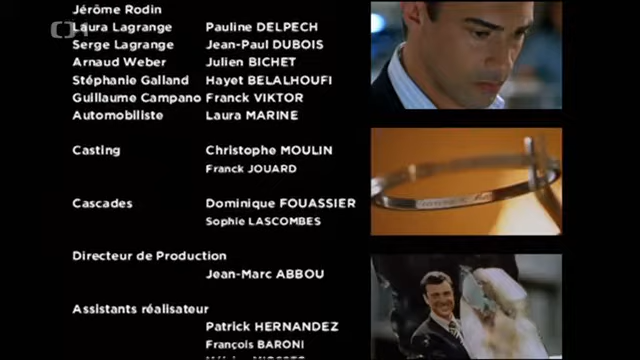 Jérôme Rodin
Laura Lagrange Pauline DELPECH
Serge Lagrange Jean-Paul DUBOIS
Arnaud Weber Julien BICHET
Stéphanie Galland Hayet BELALHOUFI
Guillaume Campano Franck VIKTOR
Automobiliste Laura MARINE
Casting Christophe MOULIN
Franck JOUARD
Cascades Dominique FOUASSIER
Sophie LASCOMBES
Directeur de Production
Jean-Marc ABBOU
Assistants réalisateur
Patrick HERNANDEZ
François BARONI